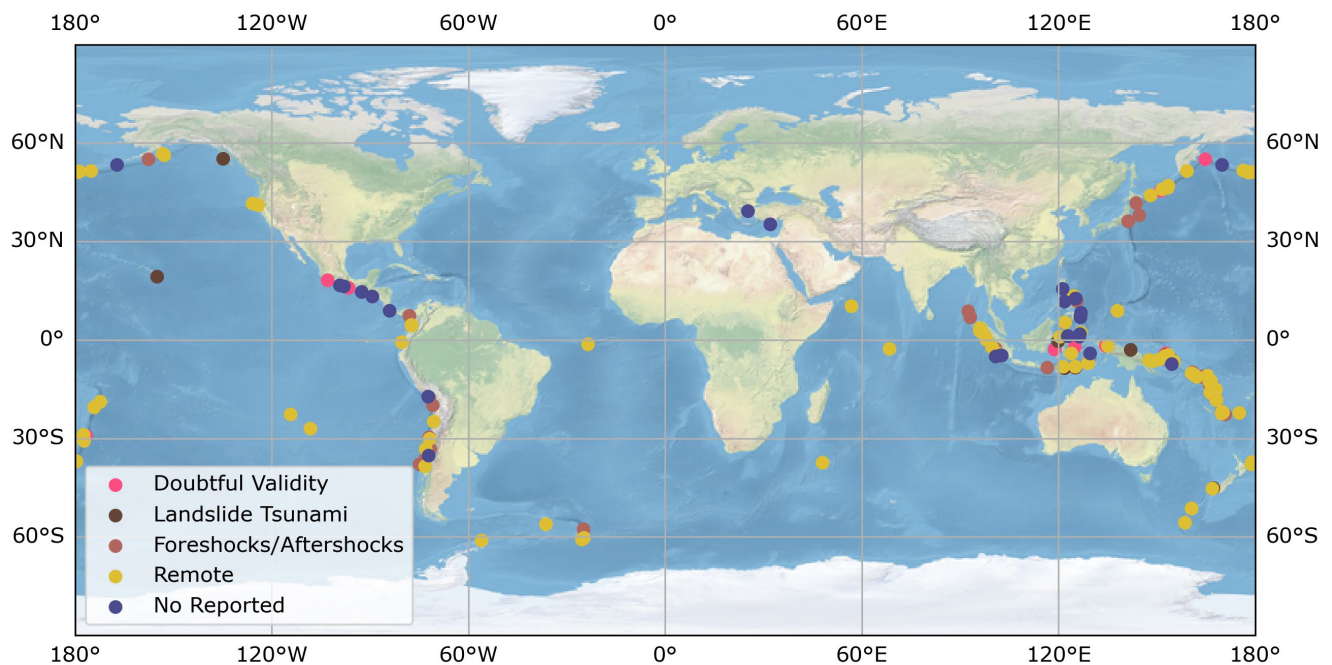 180° 120°W 60°W 0° 60°E 120°E 180°
60°N 60°N
30°N 30°N
0° 0°
30°S 30°S
60°S 60°S
Doubtful Validity
Landslide Tsunami
Foreshocks/Aftershocks
Remote
No Reported
180° 120°W 60°W 0° 60°E 120°E 180°